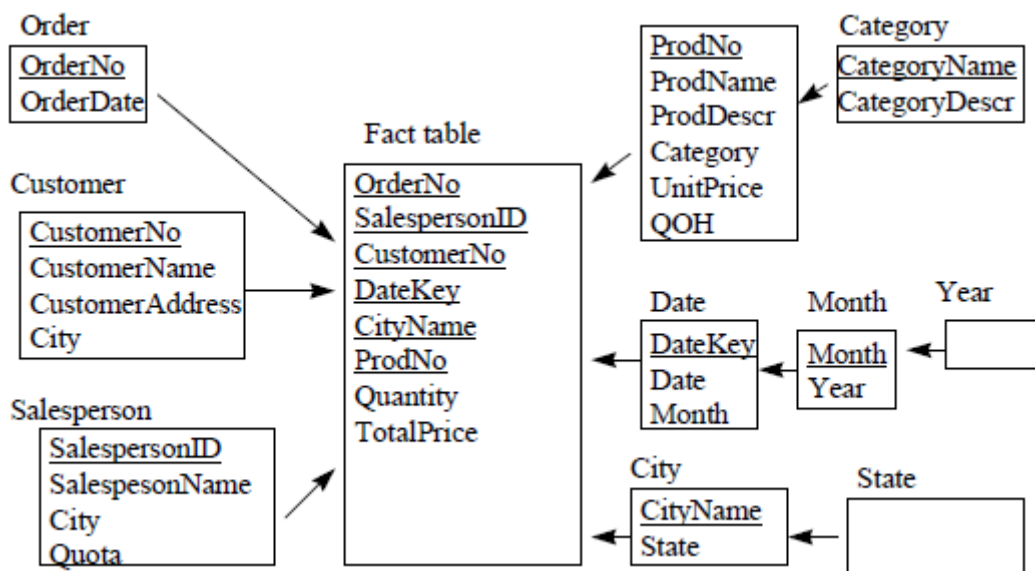 Order
OrderNo
OrderDate
Customer
CustomerNo
CustomerName
CustomerAddress
City
Salesperson
SalespersonID
SalespesonName
City
Quota
Fact table
OrderNo
SalespersonID
CustomerNo
DateKey
CityName
ProdNo
Quantity
TotalPrice
ProdNo
ProdName
ProdDescr
Category
UnitPrice
QOH
Category
CategoryName
CategoryDescr
Date
DateKey
Date
Month
Month
Month
Year
Year
City
CityName
State
State